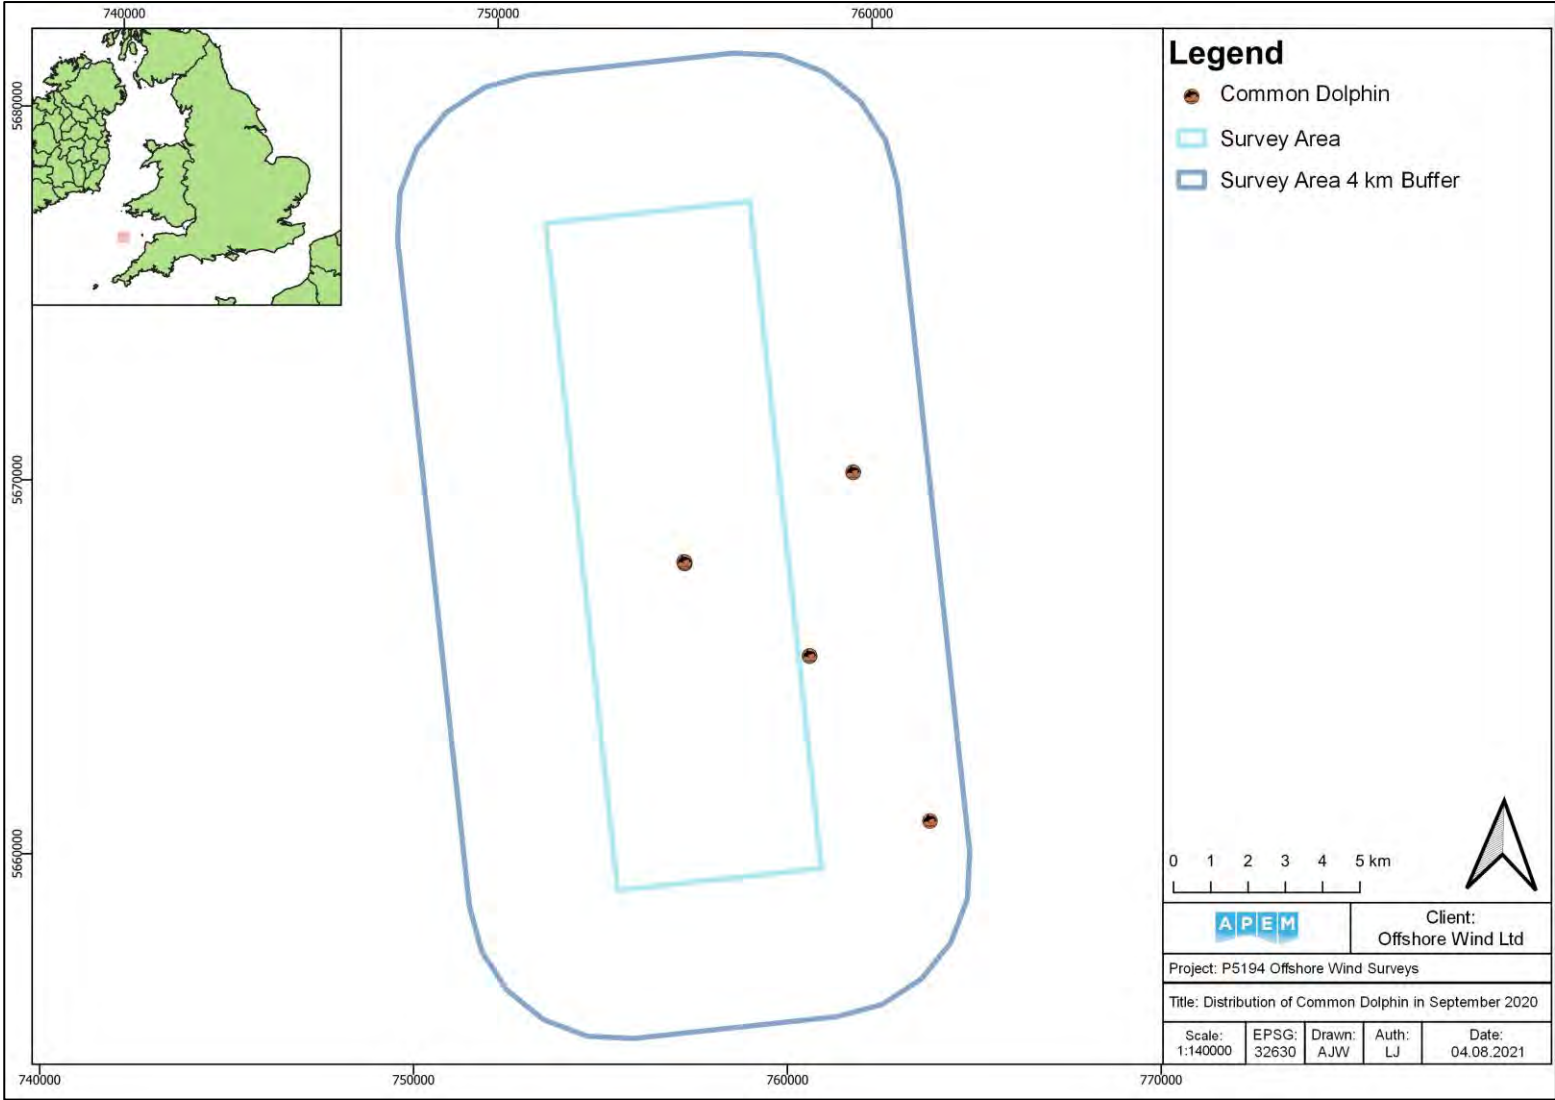 740000
750000
760000
5680000
5670000
5660000
740000
750000
760000
770000
Legend
Common Dolphin
Survey Area
Survey Area 4 km Buffer
0 1 2 3 4 5 km
APEM
Client:
Offshore Wind Ltd
Project: P5194 Offshore Wind Surveys
Title: Distribution of Common Dolphin in September 2020
Scale:
1:140000
EPSG:
32630
Drawn:
AJW
Auth:
LJ
Date:
04.08.2021